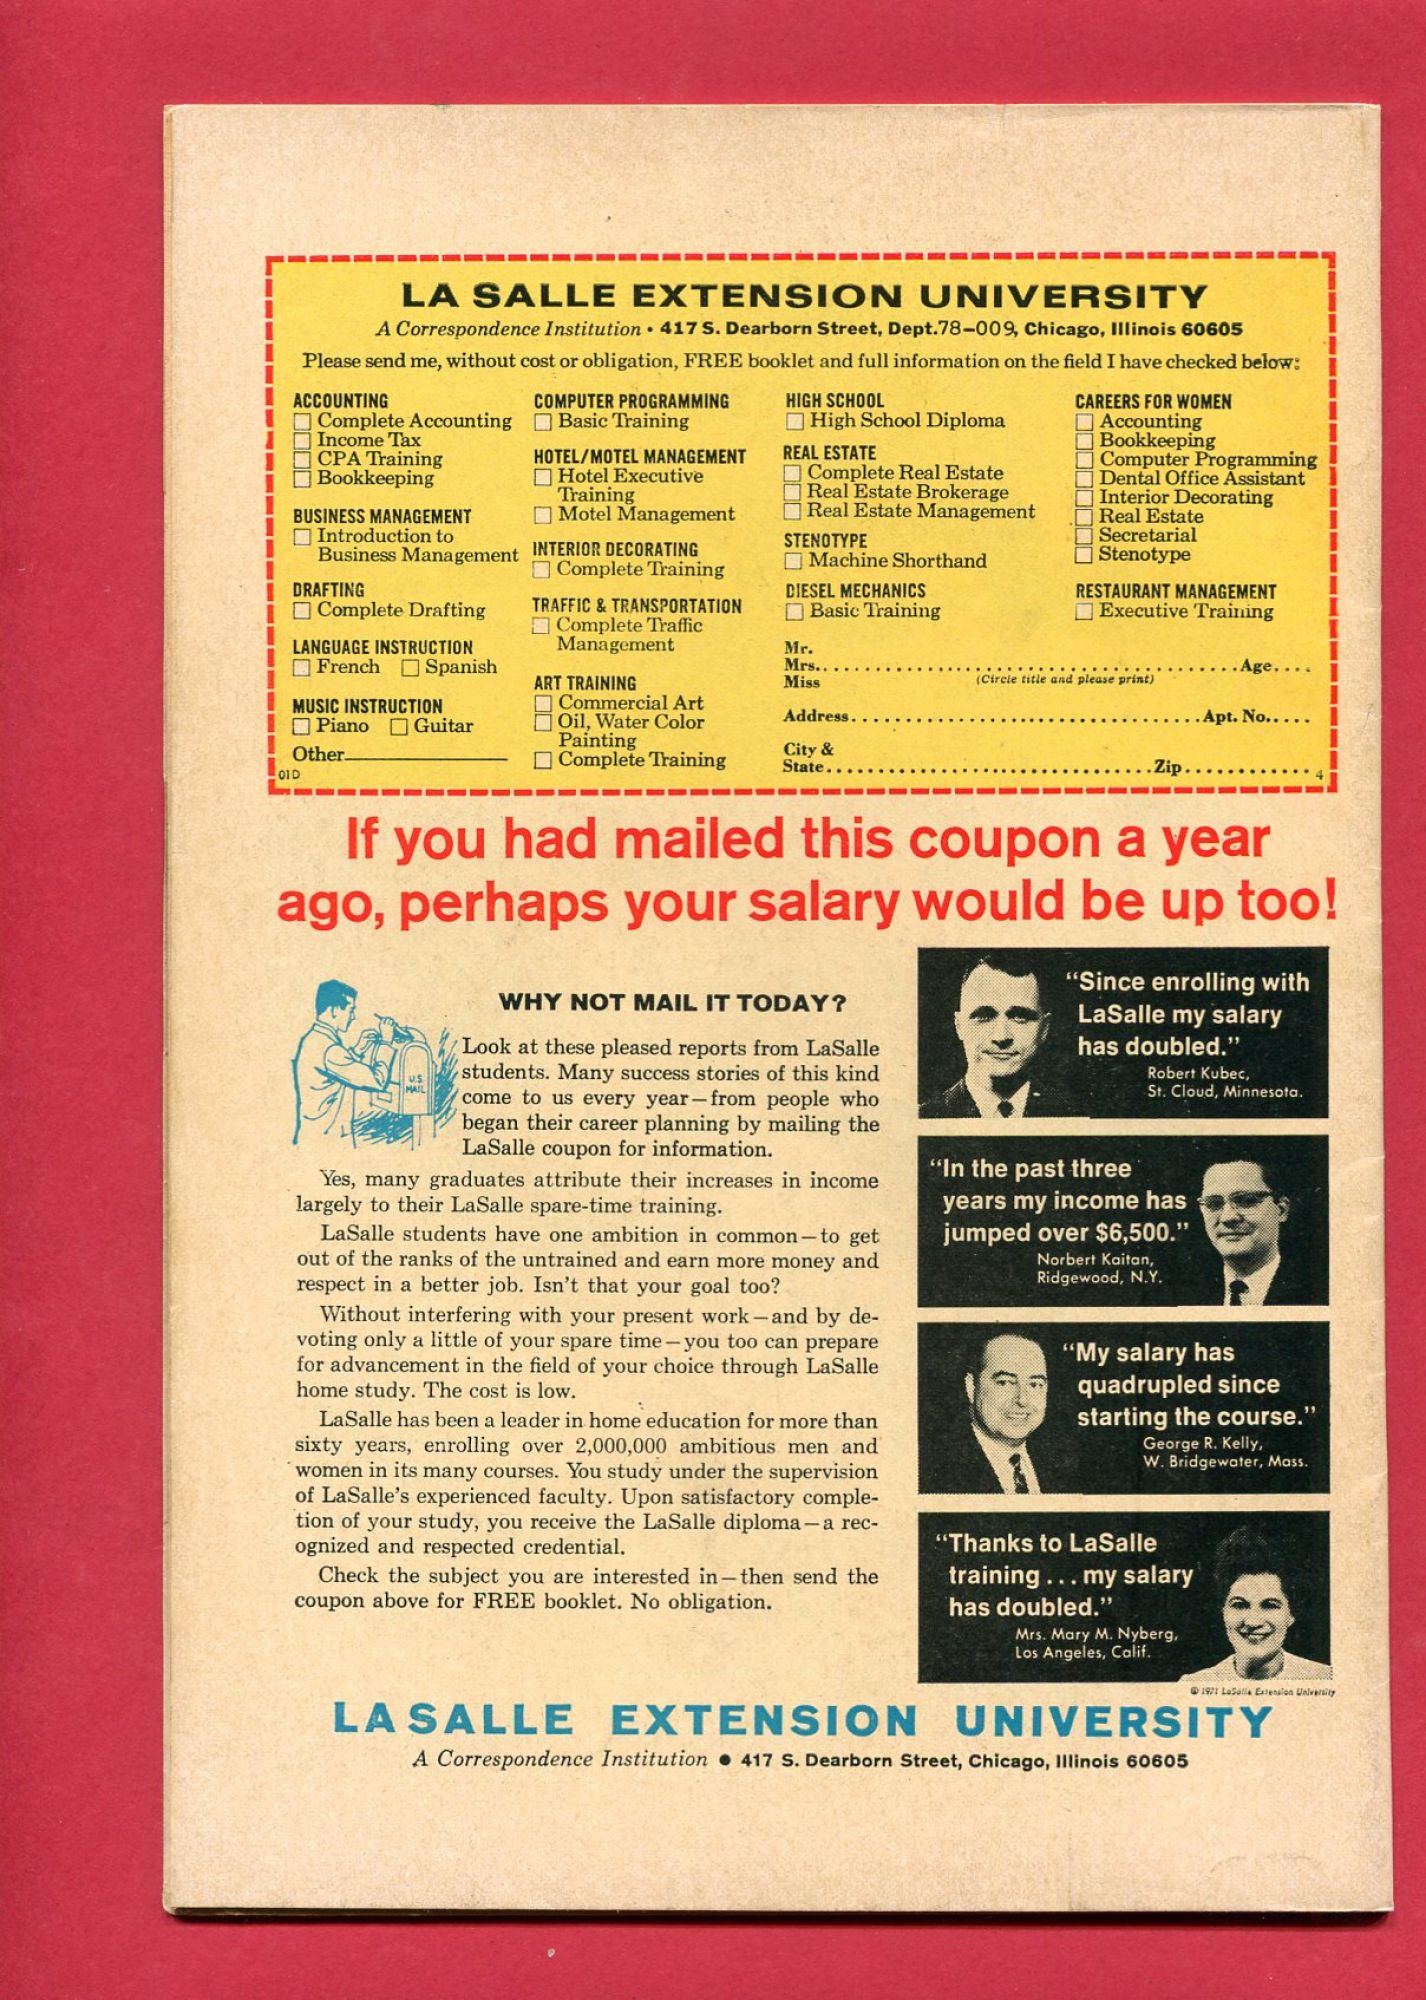 LA SALLE EXTENSION UNIVERSITY
A Correspondence Institution • 417 S. Dearborn Street, Dept.78-009, Chicago, Illinois 60605
Please send me, without cost or obligation, FREE booklet and full information on the field I have checked below:
ACCOUNTING
Complete Accounting
Income Tax
CPA Training
Bookkeeping
BUSINESS MANAGEMENT
Introduction to
Business Management
DRAFTING
Complete Drafting
LANGUAGE INSTRUCTION
French Spanish
MUSIC INSTRUCTION
Piano Guitar
Other
01D
COMPUTER PROGRAMMING
Basic Training
HOTEL/MOTEL MANAGEMENT
Hotel Executive
Training
Motel Management
INTERIOR DECORATING
Complete Training
TRAFFIC & TRANSPORTATION
Complete Traffic
Management
ART TRAINING
Commercial Art
Oil, Water Color
Painting
Complete Training
HIGH SCHOOL
High School Diploma
REAL ESTATE
Complete Real Estate
Real Estate Brokerage
Real Estate Management
STENOTYPE
Machine Shorthand
DIESEL MECHANICS
Basic Training
CAREERS FOR WOMEN
Accounting
Bookkeeping
Computer Programming
Dental Office Assistant
Interior Decorating
Real Estate
Secretarial
Stenotype
RESTAURANT MANAGEMENT
Executive Training
Mr.
Mrs. Age
Miss (Circle title and please print)
Address Apt. No.
City &
State Zip
4
If you had mailed this coupon a year
ago, perhaps your salary would be up too!
U.S.
MAIL
WHY NOT MAIL IT TODAY?
Look at these pleased reports from LaSalle
students. Many success stories of this kind
come to us every year—from people who
began their career planning by mailing the
LaSalle coupon for information.
Yes, many graduates attribute their increases in income
largely to their LaSalle spare-time training.
LaSalle students have one ambition in common—to get
out of the ranks of the untrained and earn more money and
respect in a better job. Isn't that your goal too?
Without interfering with your present work—and by de-
voting only a little of your spare time—you too can prepare
for advancement in the field of your choice through LaSalle
home study. The cost is low.
LaSalle has been a leader in home education for more than
sixty years, enrolling over 2,000,000 ambitious men and
women in its many courses. You study under the supervision
of LaSalle's experienced faculty. Upon satisfactory comple-
tion of your study, you receive the LaSalle diploma—a rec-
ognized and respected credential.
Check the subject you are interested in—then send the
coupon above for FREE booklet. No obligation.
"Since enrolling with
LaSalle my salary
has doubled."
Robert Kubec,
St. Cloud, Minnesota.
"In the past three
years my income has
jumped over $6,500."
Norbert Kaitan,
Ridgewood, N.Y.
"My salary has
quadrupled since
starting the course."
George R. Kelly,
W. Bridgewater, Mass.
"Thanks to LaSalle
training . . . my salary
has doubled."
Mrs. Mary M. Nyberg,
Los Angeles, Calif.
© 1971 LaSalle Extension University
LASALLE EXTENSION UNIVERSITY
A Correspondence Institution • 417 S. Dearborn Street, Chicago, Illinois 60605